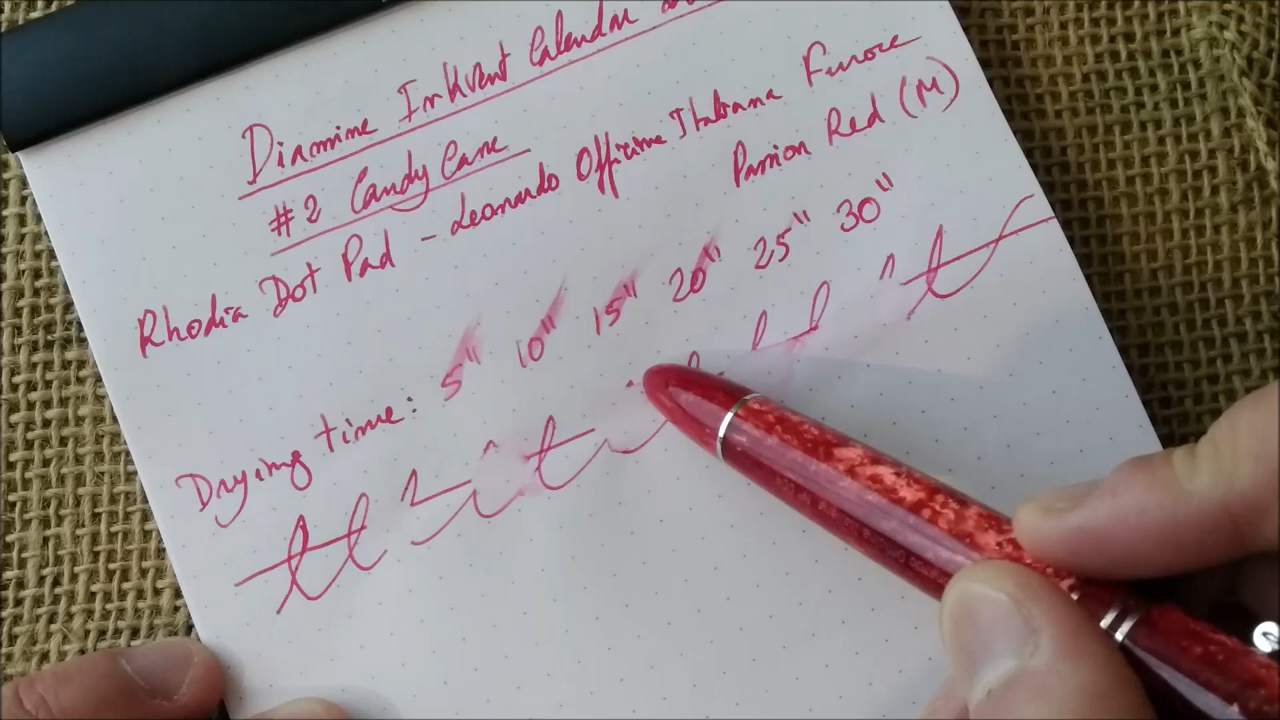 Diamine InkVent Calendar
#2 Candy Cane
Rhodia Dot Pad - Leonardo Officina Italiana Furore
Passion Red (M)
Drying time: 5" 10" 15" 20" 25" 30"